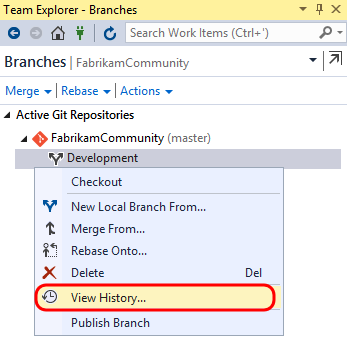 Team Explorer - Branches
Search Work Items (Ctrl+')
Branches | FabrikamCommunity
Merge Rebase Actions
Active Git Repositories
FabrikamCommunity (master)
Development
Checkout
New Local Branch From...
Merge From...
Rebase Onto...
Delete Del
View History...
Publish Branch